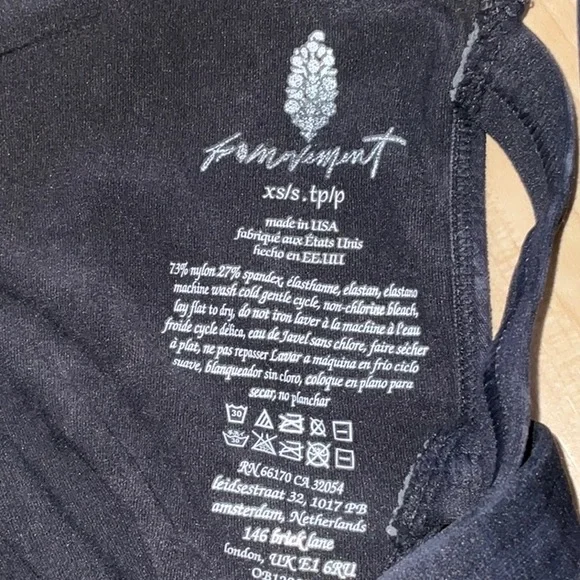 fpmovement
xs/s.tp/p
made in USA
fabriqué aux États Unis
hecho en EE.UU
73% nylon 27% spandex, élasthanne, elastan, elastano
machine wash cold gentle cycle, non-chlorine bleach,
lay flat to dry, do not iron laver à la machine à l'eau
froide cycle délica, eau de Javel sans chlore, faire sécher
à plat, ne pas repasser Lavar a máquina en frío ciclo
suave, blanqueador sin cloro, coloque en plano para
secar, no planchar
30
30
RN 66170 CA 32054
leidsestraat 32, 1017 PB
amsterdam, Netherlands
146 brick lane
london, UK E1 6RU